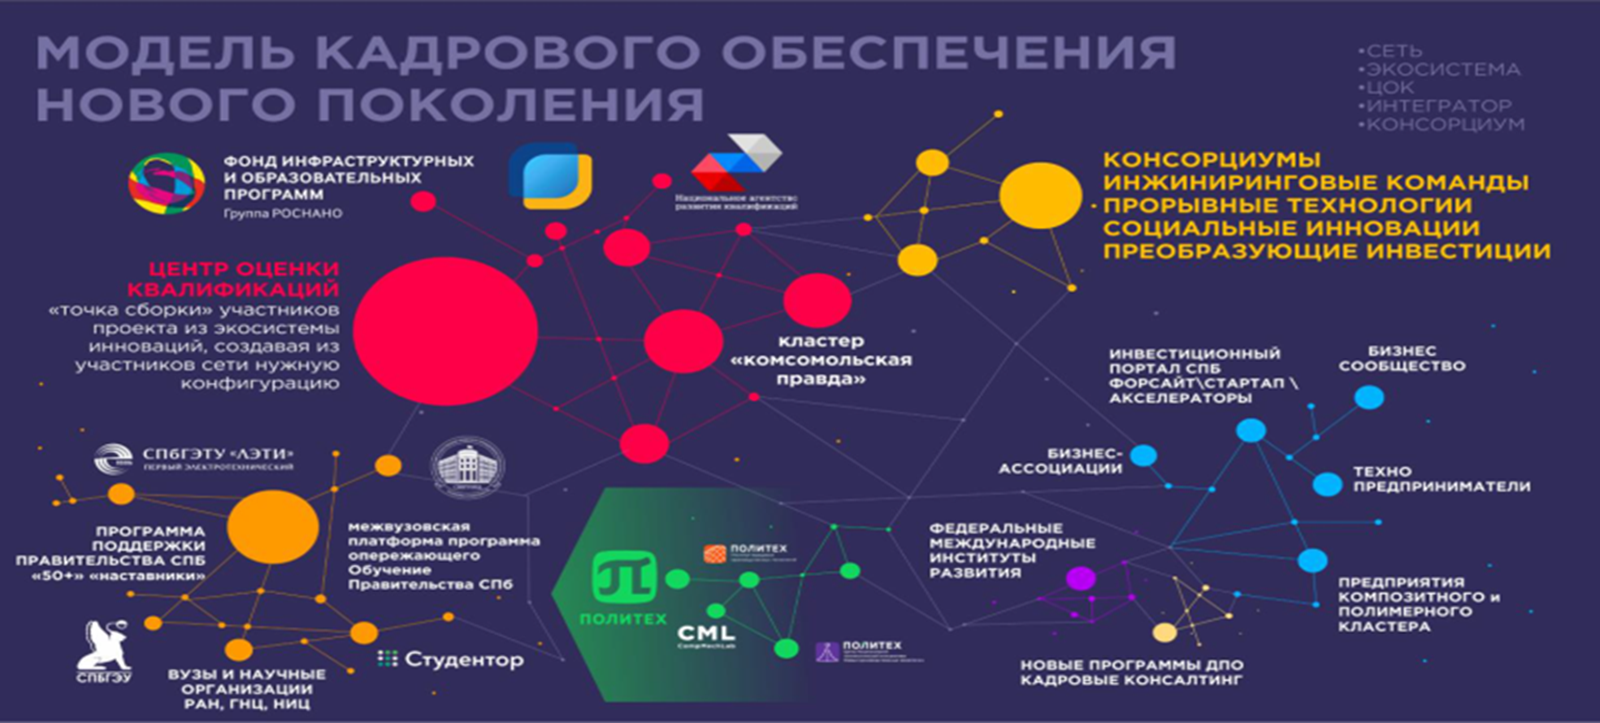 МОДЕЛЬ КАДРОВОГО ОБЕСПЕЧЕНИЯ
НОВОГО ПОКОЛЕНИЯ
•СЕТЬ
•ЭКОСИСТЕМА
•ЦОК
•ИНТЕГРАТОР
•КОНСОРЦИУМ
ФОНД ИНФРАСТРУКТУРНЫХ
И ОБРАЗОВАТЕЛЬНЫХ
ПРОГРАММ
Группа РОСНАНО
Национальное агентство
развития квалификаций
КОНСОРЦИУМЫ
ИНЖИНИРИНГОВЫЕ КОМАНДЫ
ПРОРЫВНЫЕ ТЕХНОЛОГИИ
СОЦИАЛЬНЫЕ ИННОВАЦИИ
ПРЕОБРАЗУЮЩИЕ ИНВЕСТИЦИИ
ЦЕНТР ОЦЕНКИ
КВАЛИФИКАЦИЙ
«точка сборки» участников
проекта из экосистемы
инноваций, создавая из
участников сети нужную
конфигурацию
кластер
«комсомольская
правда»
ИНВЕСТИЦИОННЫЙ
ПОРТАЛ СПБ
ФОРСАЙТ\СТАРТАП \
АКСЕЛЕРАТОРЫ
БИЗНЕС
СООБЩЕСТВО
БИЗНЕС-
АССОЦИАЦИИ
ТЕХНО
ПРЕДПРИНИМАТЕЛИ
СПБГЭТУ «ЛЭТИ»
ПЕРВЫЙ ЭЛЕКТРОТЕХНИЧЕСКИЙ
ПРОГРАММА
ПОДДЕРЖКИ
ПРАВИТЕЛЬСТВА СПБ
«50+» «наставники»
межвузовская
платформа программа
опережающего
Обучение
Правительства СПб
ФЕДЕРАЛЬНЫЕ
МЕЖДУНАРОДНЫЕ
ИНСТИТУТЫ
РАЗВИТИЯ
ПОЛИТЕХ
ПОЛИТЕХ
CML
CompMechLab
ПОЛИТЕХ
ПРЕДПРИЯТИЯ
КОМПОЗИТНОГО и
ПОЛИМЕРНОГО
КЛАСТЕРА
СПБГЭУ
ВУЗЫ И НАУЧНЫЕ
ОРГАНИЗАЦИИ
РАН, ГНЦ, НИЦ
Студентор
НОВЫЕ ПРОГРАММЫ ДПО
КАДРОВЫЕ КОНСАЛТИНГ